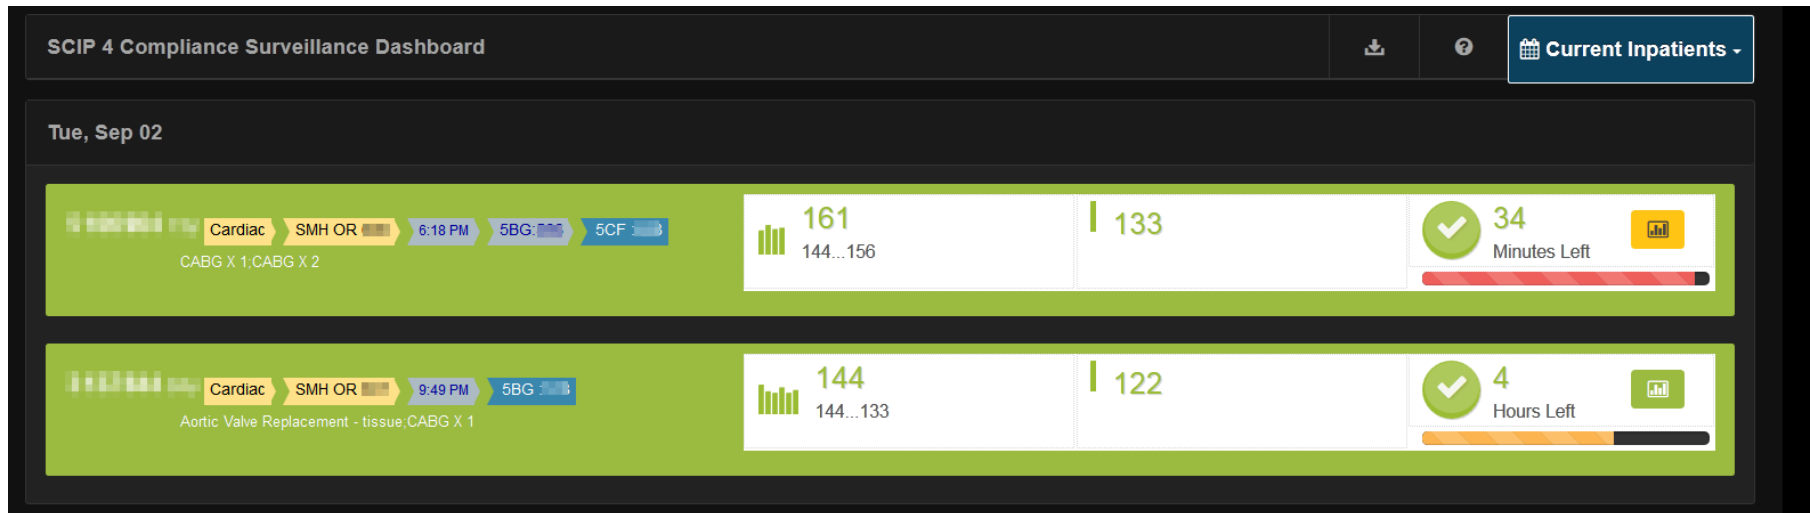 SCIP 4 Compliance Surveillance Dashboard
Current Inpatients
Tue, Sep 02
Cardiac SMH OR 6:18 PM 5BG: 5CF
CABG X 1;CABG X 2
161
144...156
133
34
Minutes Left
Cardiac SMH OR 9:49 PM 5BG
Aortic Valve Replacement - tissue;CABG X 1
144
144...133
122
4
Hours Left